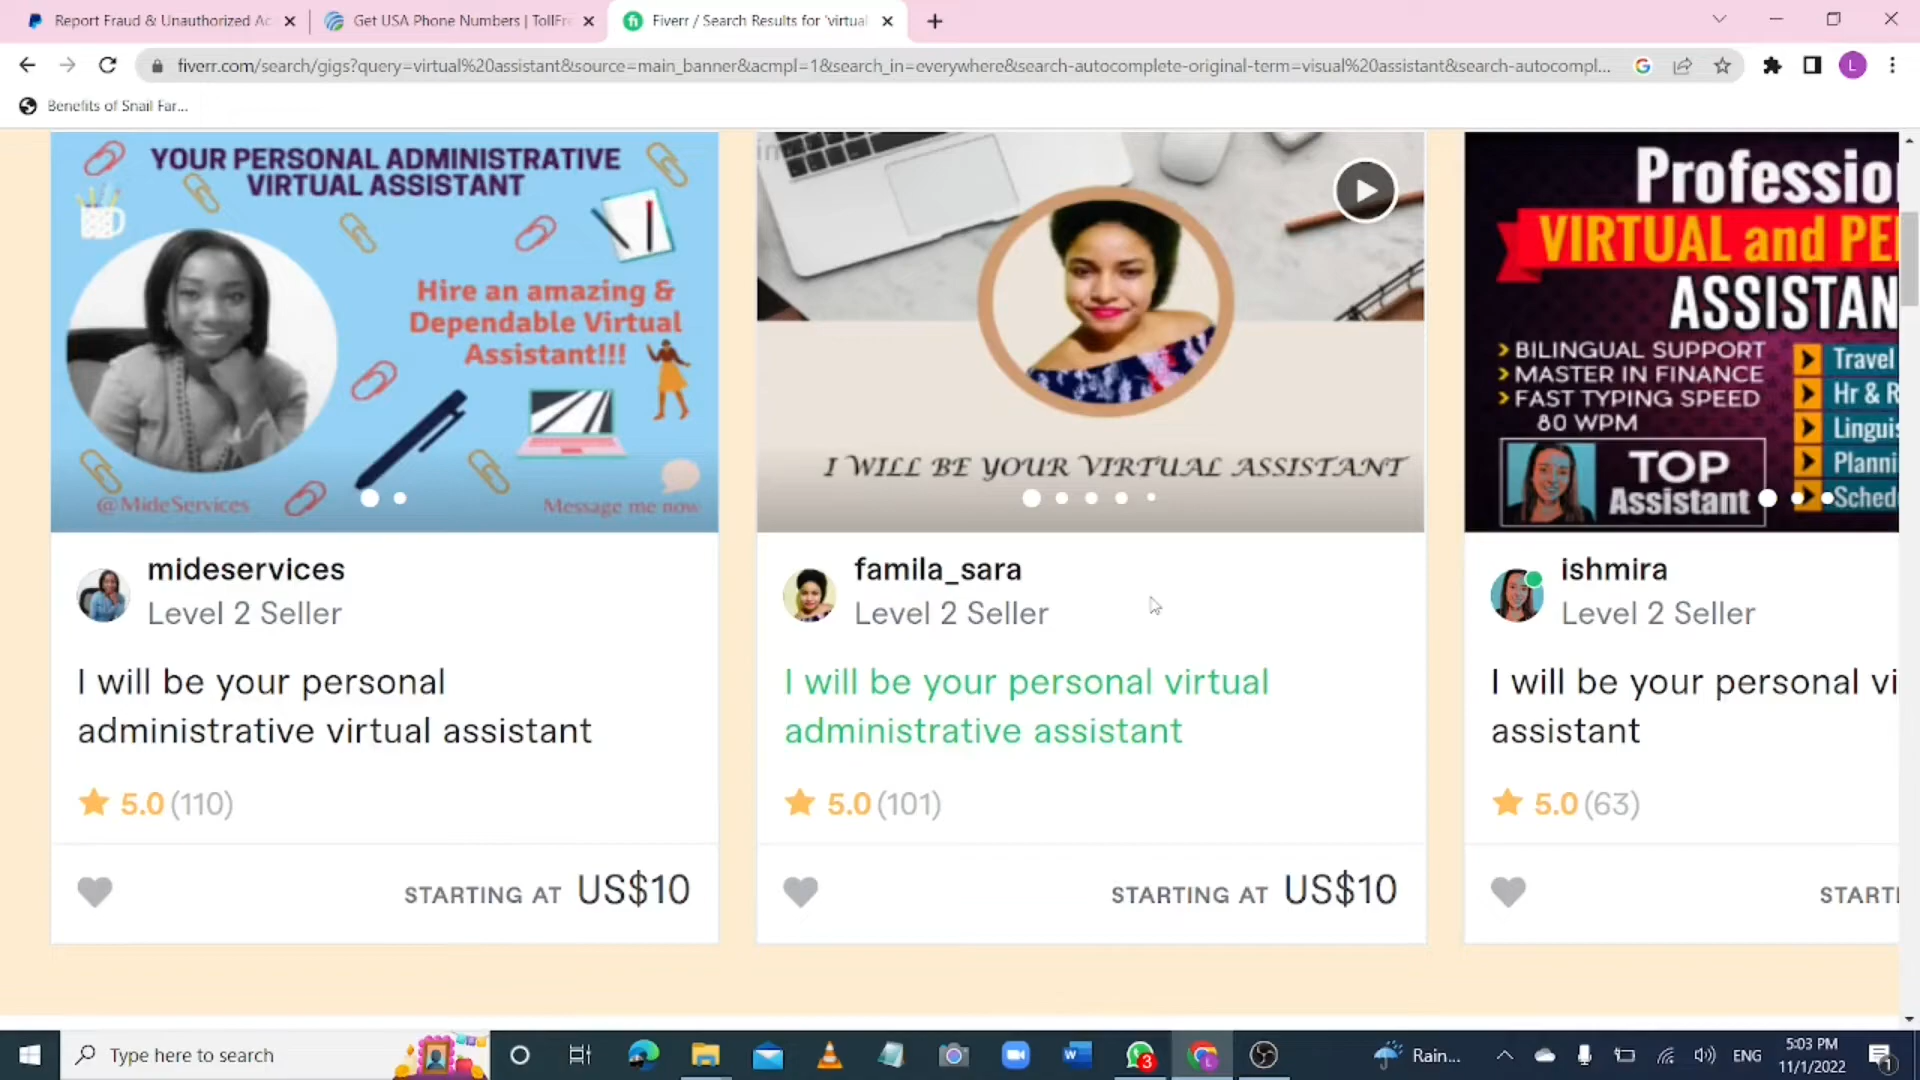 Report Fraud & Unauthorized Ac
Get USA Phone Numbers | TollFre
Fiverr / Search Results for 'virtual
fiverr.com/search/gigs?query=virtual%20assistant&source=main_banner&acmpl=1&search_in=everywhere&search-autocomplete-original-term=visual%20assistant&search-autocompl...
L
Benefits of Snail Far...
YOUR PERSONAL ADMINISTRATIVE
VIRTUAL ASSISTANT
Hire an amazing &
Dependable Virtual
Assistant!!!
@MideServices
Message me now
I WILL BE YOUR VIRTUAL ASSISTANT
Professio
VIRTUAL and PE
ASSISTAN
> BILINGUAL SUPPORT
> MASTER IN FINANCE
> FAST TYPING SPEED
80 WPM
Travel
Hr & R
Linguis
Planni
Sched
TOP
Assistant
mideservices
Level 2 Seller
I will be your personal
administrative virtual assistant
5.0 (110)
STARTING AT US$10
famila_sara
Level 2 Seller
I will be your personal virtual
administrative assistant
5.0 (101)
STARTING AT US$10
ishmira
Level 2 Seller
I will be your personal vi
assistant
5.0 (63)
STARTI
Type here to search
3
Rain...
ENG
5:03 PM
11/1/2022
1